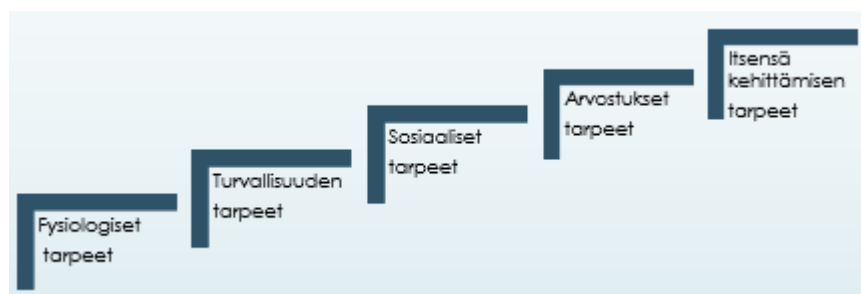 Fysiologiset
tarpeet
Turvallisuuden
tarpeet
Sosiaaliset
tarpeet
Arvostukset
tarpeet
Itsensä
kehittämisen
tarpeet